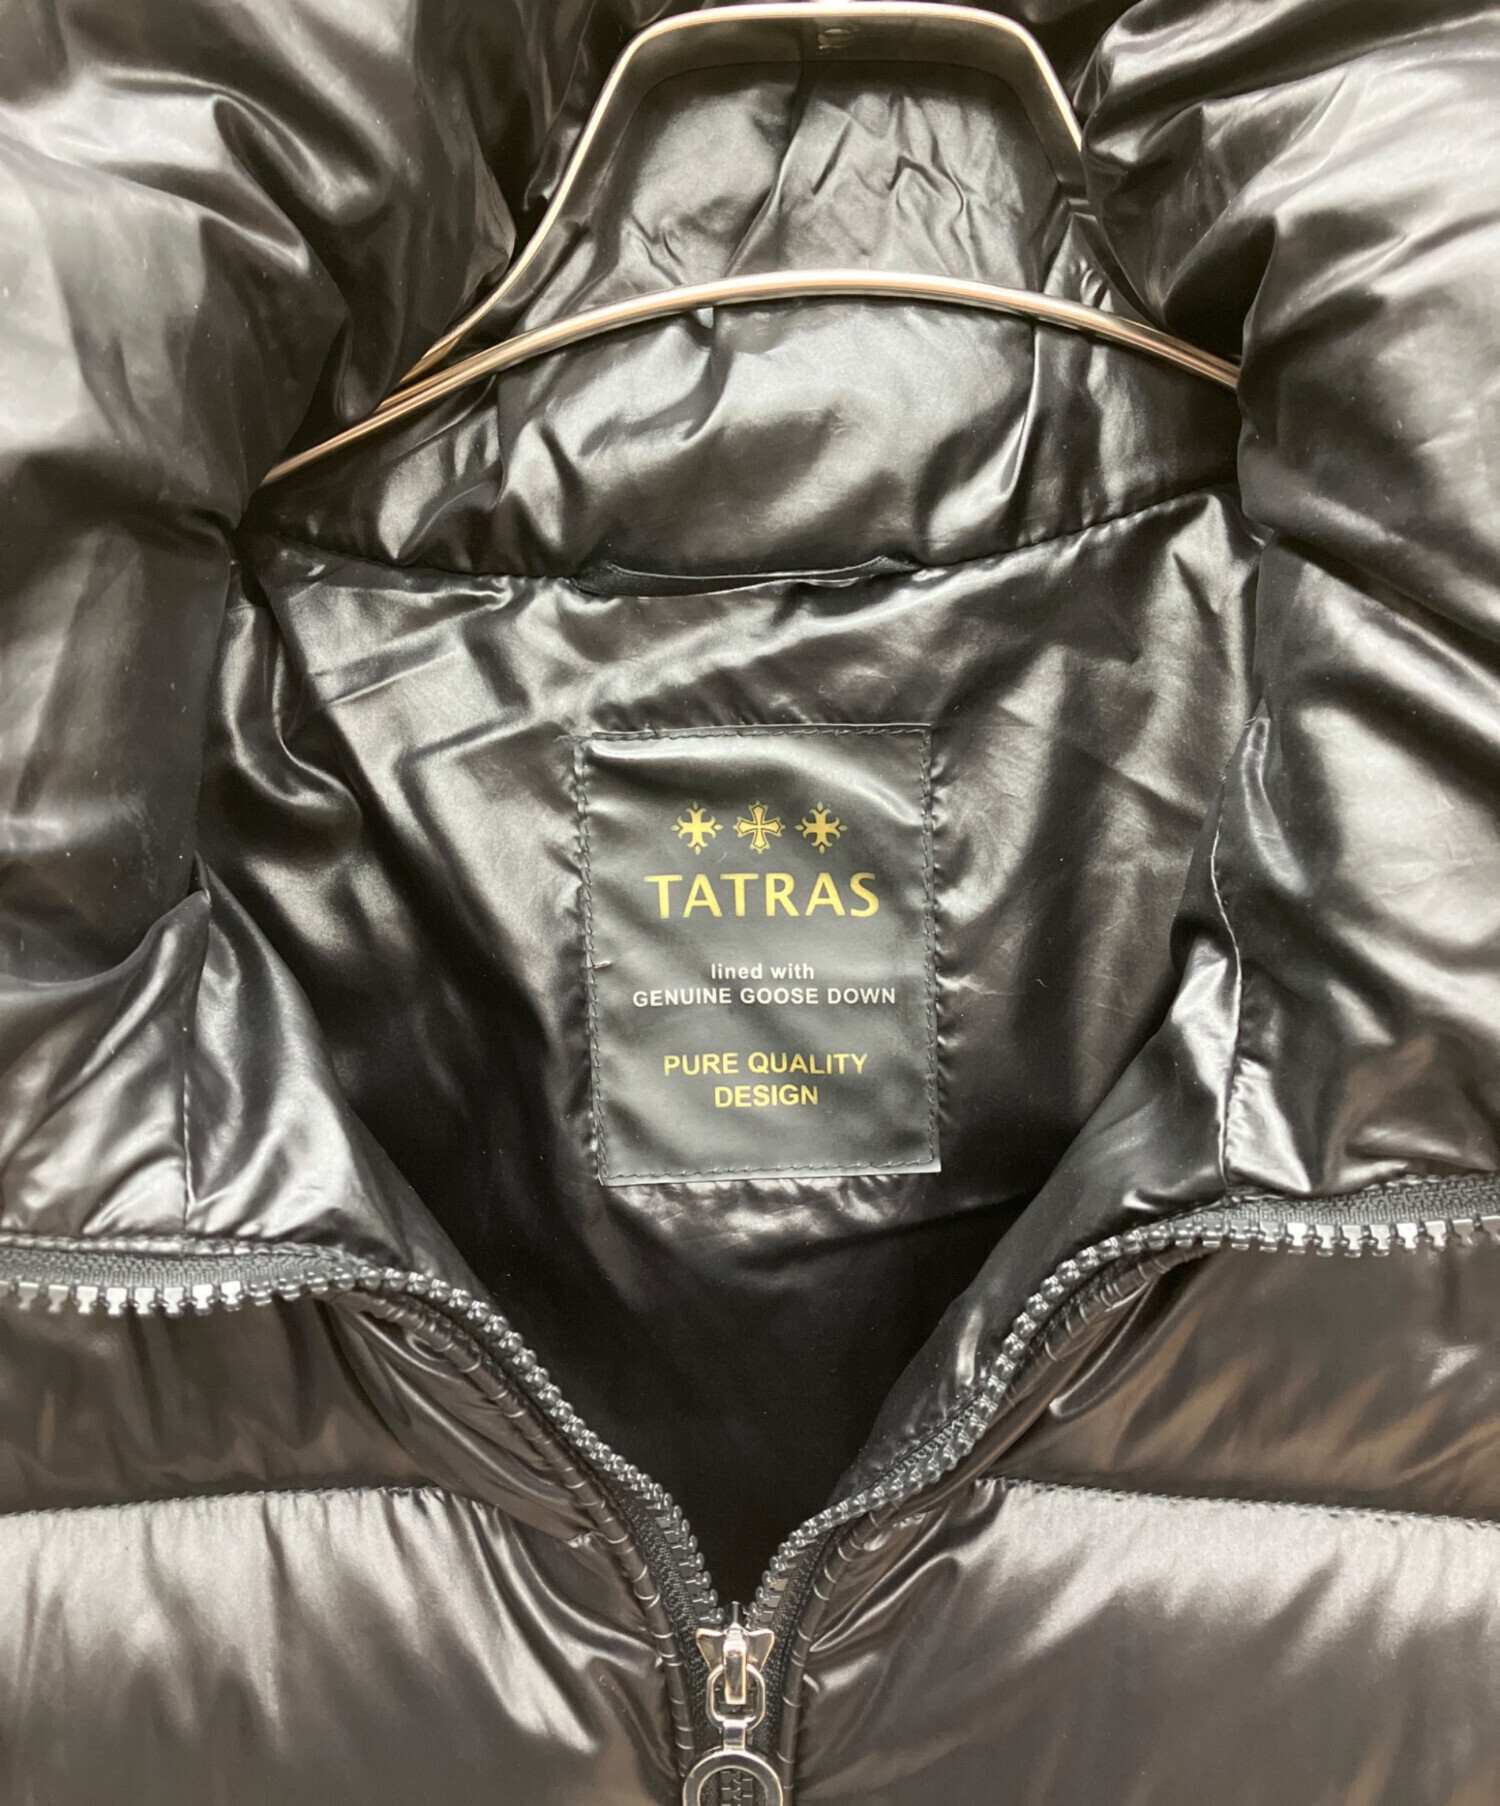 TATRAS
lined with
GENUINE GOOSE DOWN
PURE QUALITY
DESIGN